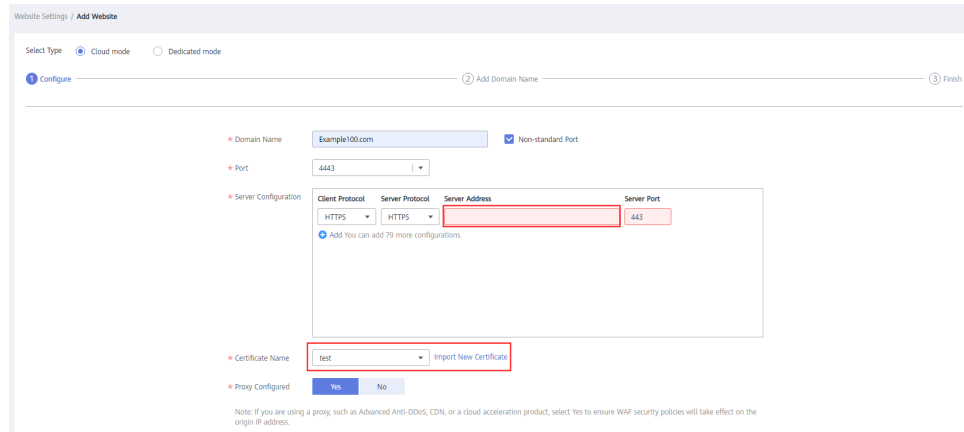 Website Settings / Add Website
Select Type Cloud mode Dedicated mode
1 Configure 2 Add Domain Name 3 Finish
* Domain Name Example100.com Non-standard Port
* Port 4443
* Server Configuration Client Protocol Server Protocol Server Address Server Port
HTTPS HTTPS 443
Add You can add 79 more configurations.
* Certificate Name test Import New Certificate
* Proxy Configured Yes No
Note: If you are using a proxy, such as Advanced Anti-DDoS, CDN, or a cloud acceleration product, select Yes to ensure WAF security policies will take effect on the
origin IP address.